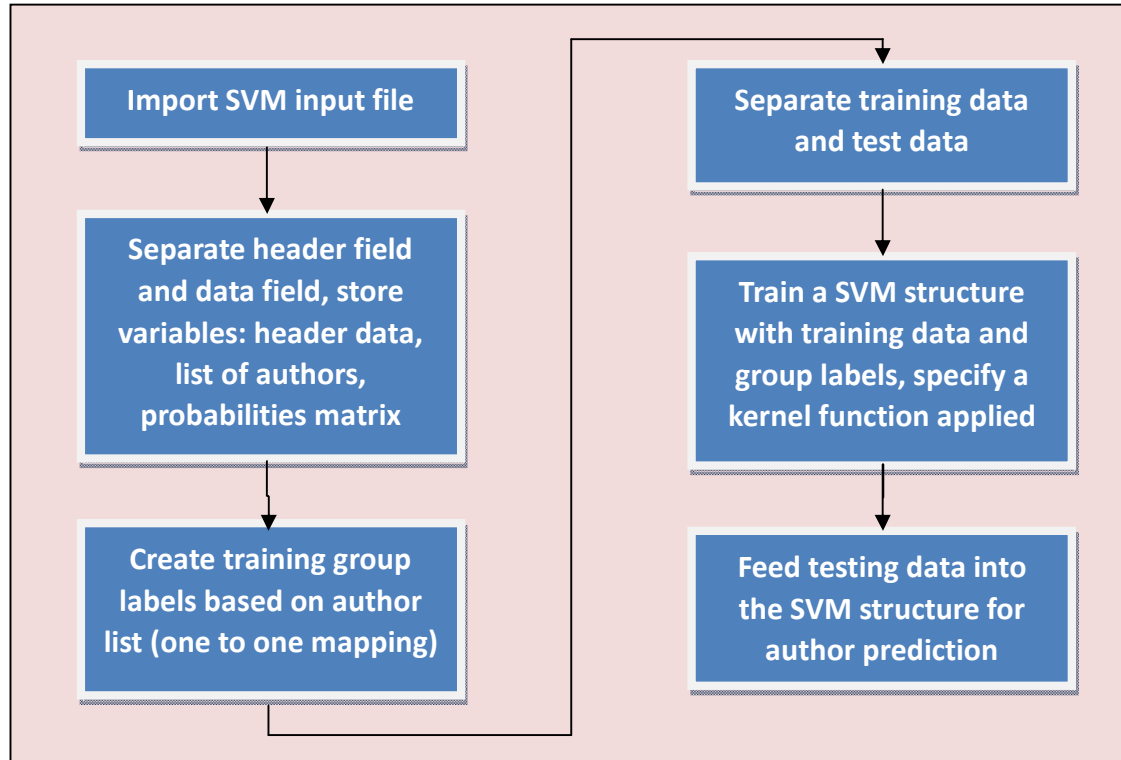 Import SVM input file
Separate header field
and data field, store
variables: header data,
list of authors,
probabilities matrix
Create training group
labels based on author
list (one to one mapping)
Separate training data
and test data
Train a SVM structure
with training data and
group labels, specify a
kernel function applied
Feed testing data into
the SVM structure for
author prediction